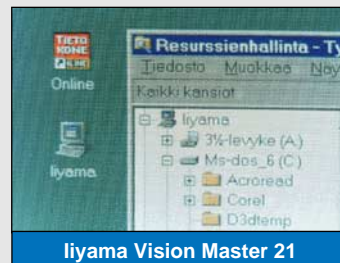 TIETO
KONE
Online
Iiyama
Resurssienhallinta - Ty
Tiedosto Muokkaa Näy
Kaikki kansiot
Iiyama
3½-levyke (A:)
Ms-dos_6 (C:)
Acroread
Corel
D3dtemp
Iiyama Vision Master 21